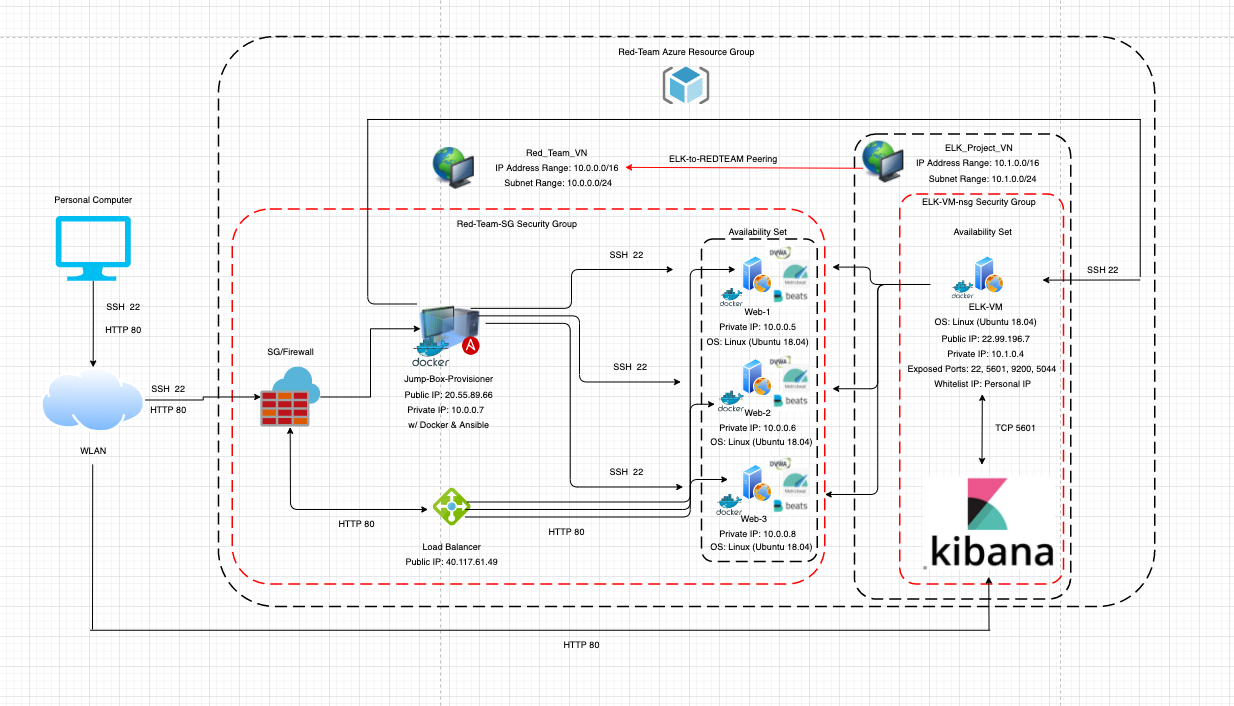 Red-Team Azure Resource Group
Red_Team_VN
IP Address Range: 10.0.0.0/16
Subnet Range: 10.0.0.0/24
ELK-to-REDTEAM Peering
ELK_Project_VN
IP Address Range: 10.1.0.0/16
Subnet Range: 10.1.0.0/24
Personal Computer
SSH 22
HTTP 80
SSH 22
HTTP 80
WLAN
Red-Team-SG Security Group
SG/Firewall
docker
Jump-Box-Provisioner
Public IP: 20.55.89.66
Private IP: 10.0.0.7
w/ Docker & Ansible
HTTP 80
Load Balancer
Public IP: 40.117.61.49
SSH 22
SSH 22
SSH 22
HTTP 80
Availability Set
DVWA
Metricbeat
docker
beats
Web-1
Private IP: 10.0.0.5
OS: Linux (Ubuntu 18.04)
DVWA
Metricbeat
docker
beats
Web-2
Private IP: 10.0.0.6
OS: Linux (Ubuntu 18.04)
DVWA
Metricbeat
docker
beats
Web-3
Private IP: 10.0.0.8
OS: Linux (Ubuntu 18.04)
ELK-VM-nsg Security Group
Availability Set
docker
ELK-VM
OS: Linux (Ubuntu 18.04)
Public IP: 22.99.196.7
Private IP: 10.1.0.4
Exposed Ports: 22, 5601, 9200, 5044
Whitelist IP: Personal IP
SSH 22
TCP 5601
kibana
HTTP 80